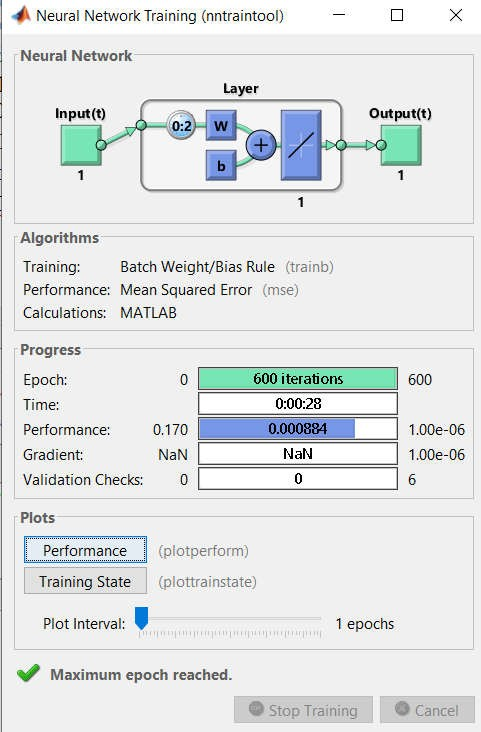 Neural Network Training (nntraintool)
Neural Network
Layer
Input(t)
Output(t)
0:2
W
b
+
1
1
1
Algorithms
Training: Batch Weight/Bias Rule (trainb)
Performance: Mean Squared Error (mse)
Calculations: MATLAB
Progress
Epoch: 0 600 iterations 600
Time: 0:00:28
Performance: 0.170 0.000884 1.00e-06
Gradient: NaN NaN 1.00e-06
Validation Checks: 0 0 6
Plots
Performance (plotperform)
Training State (plottrainstate)
Plot Interval: 1 epochs
Maximum epoch reached.
Stop Training Cancel